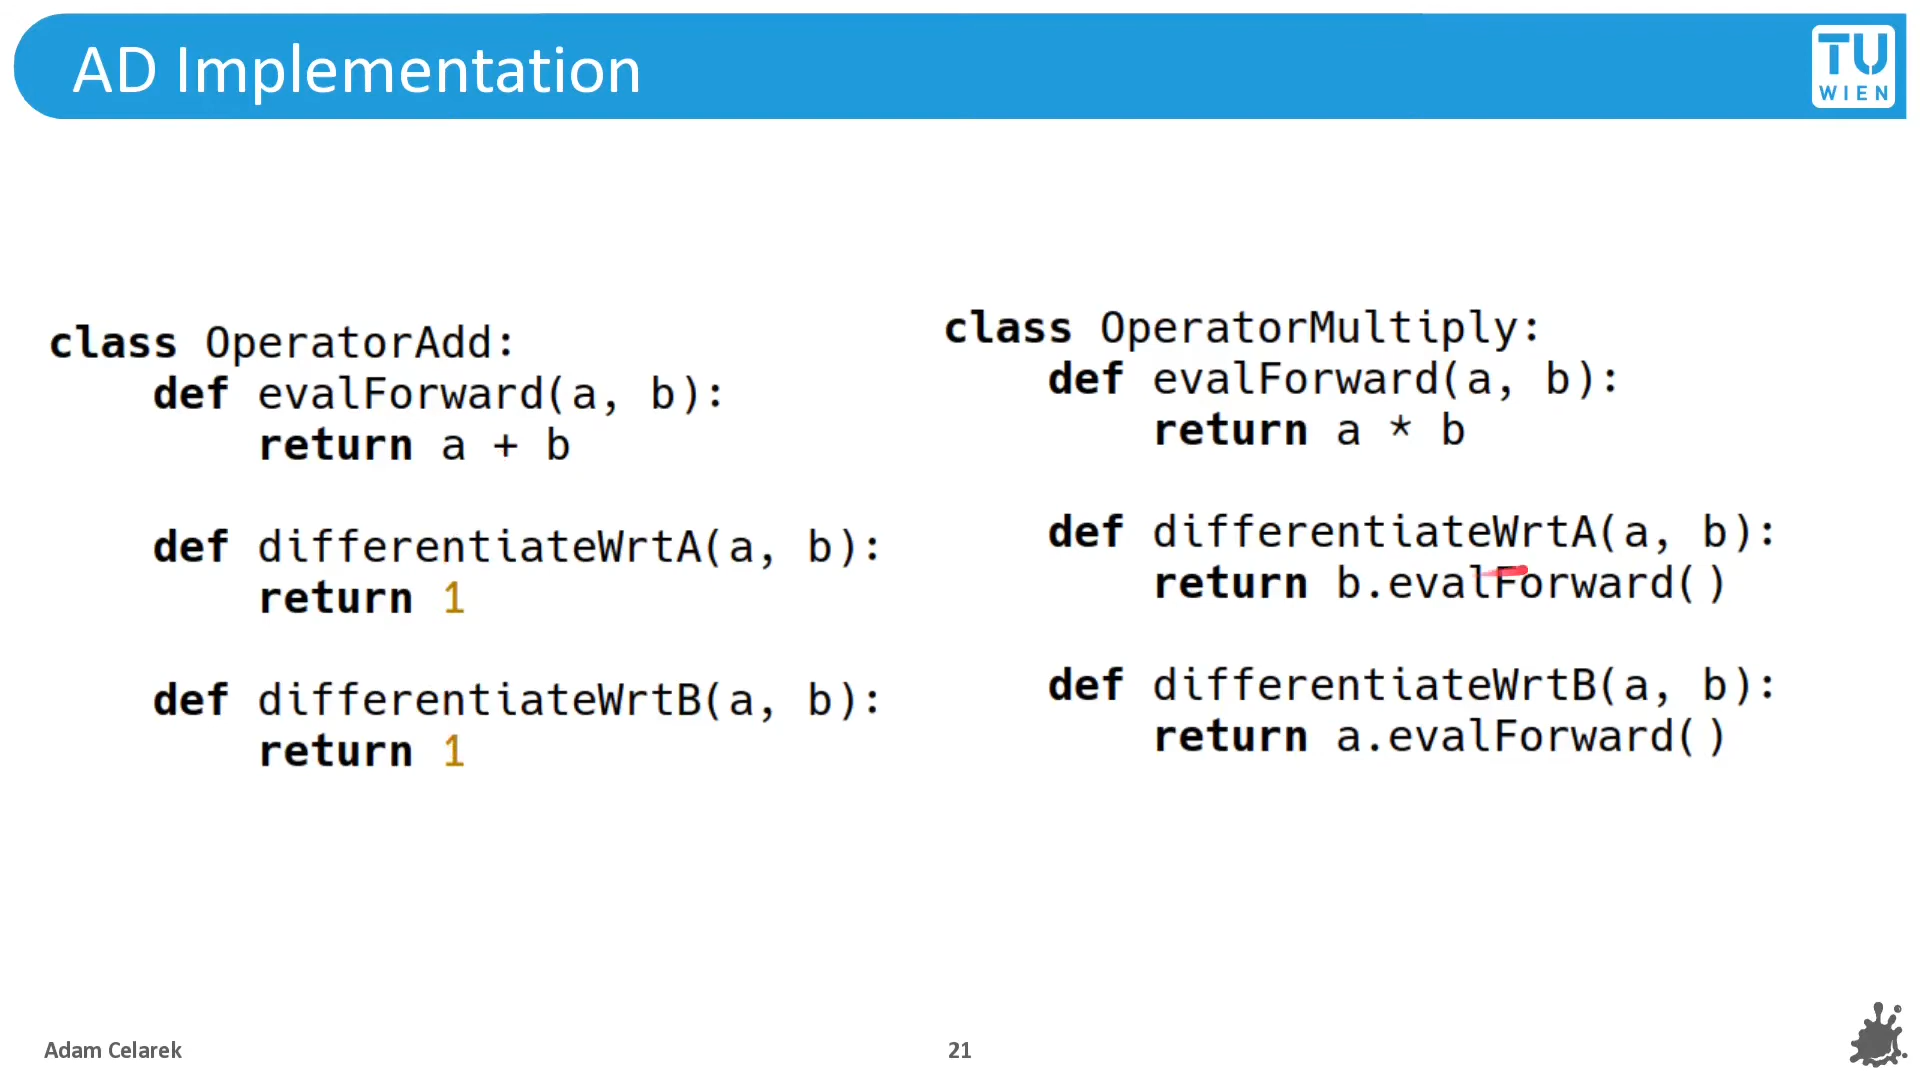 AD Implementation
TU
WIEN
class OperatorAdd:
    def evalForward(a, b):
        return a + b

    def differentiateWrtA(a, b):
        return 1

    def differentiateWrtB(a, b):
        return 1
class OperatorMultiply:
    def evalForward(a, b):
        return a * b

    def differentiateWrtA(a, b):
        return b.evalForward()

    def differentiateWrtB(a, b):
        return a.evalForward()
Adam Celarek
21